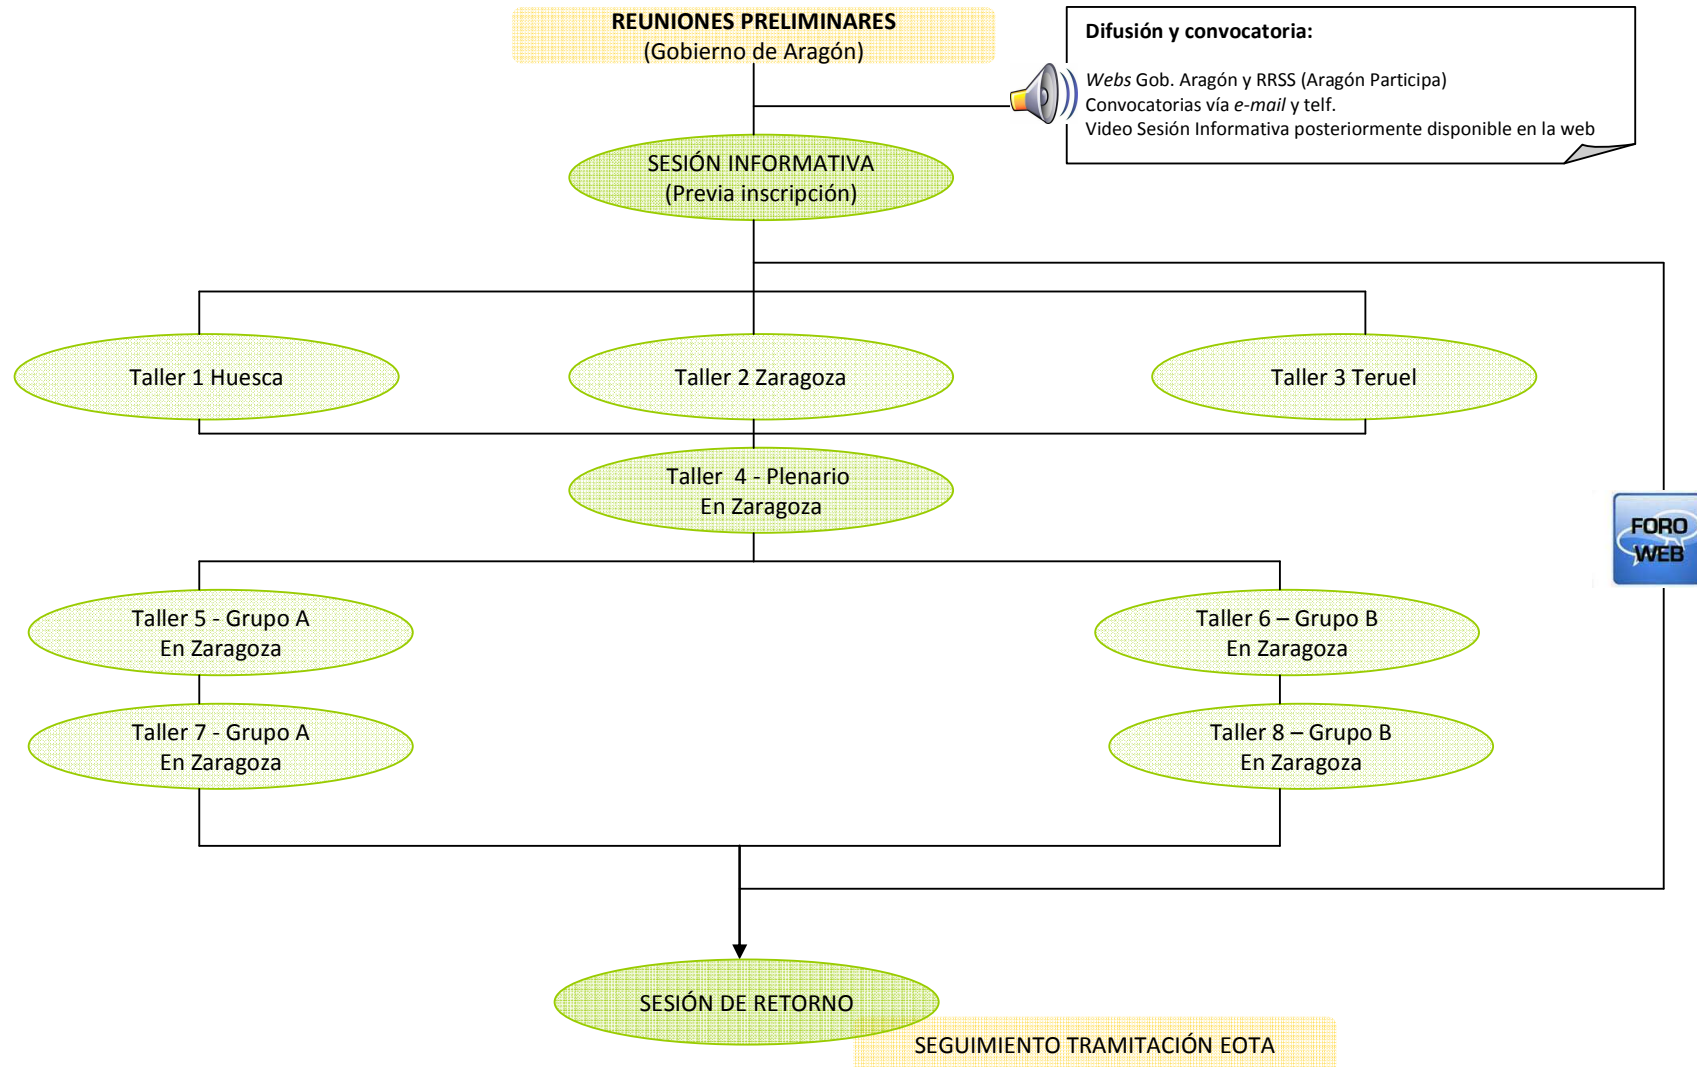 REUNIONES PRELIMINARES
(Gobierno de Aragón)
Difusión y convocatoria:
Webs Gob. Aragón y RRSS (Aragón Participa)
Convocatorias vía e-mail y telf.
Video Sesión Informativa posteriormente disponible en la web
SESIÓN INFORMATIVA
(Previa inscripción)
Taller 1 Huesca
Taller 2 Zaragoza
Taller 3 Teruel
Taller 4 - Plenario
En Zaragoza
FORO
WEB
Taller 5 - Grupo A
En Zaragoza
Taller 6 – Grupo B
En Zaragoza
Taller 7 - Grupo A
En Zaragoza
Taller 8 – Grupo B
En Zaragoza
SESIÓN DE RETORNO
SEGUIMIENTO TRAMITACIÓN EOTA